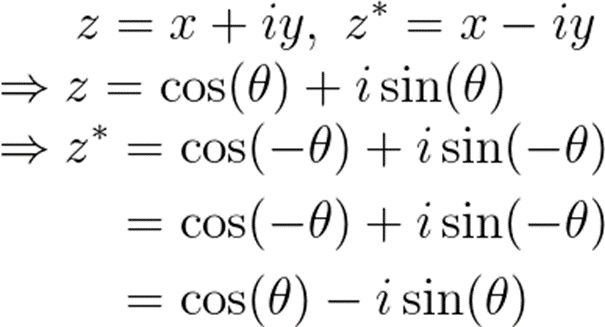 z = x + iy, z* = x − iy
⇒ z = cos(θ) + i sin(θ)
⇒ z* = cos(−θ) + i sin(−θ)
= cos(−θ) + i sin(−θ)
= cos(θ) − i sin(θ)